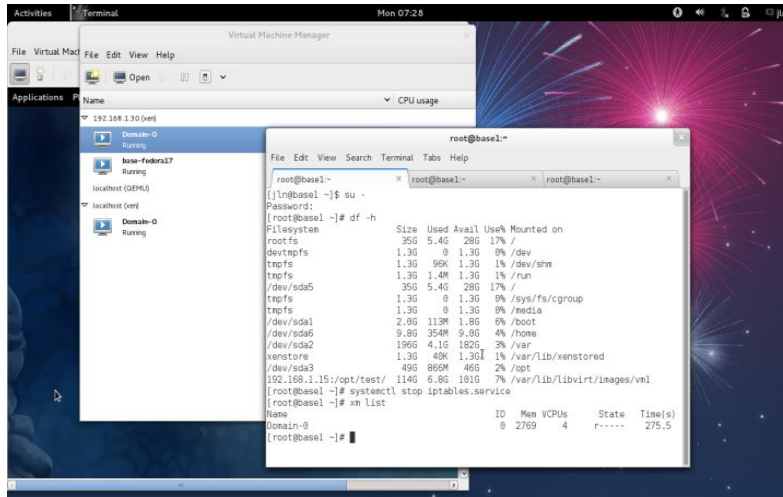 Activities Terminal Mon 07:28
Virtual Machine Manager
File Virtual Mac
File Edit View Help
Open
Applications
Name CPU usage
192.168.1.30 (xen)
Domain-0
Running
base-fedora17
Running
localhost (QEMU)
localhost (xen)
Domain-0
Running
root@base1:~
File Edit View Search Terminal Tabs Help
root@base1:~ root@base1:~ root@base1:~
[jln@base1 ~]$ su -
Password:
[root@base1 ~]# df -h
Filesystem Size Used Avail Use% Mounted on
rootfs 35G 5.4G 28G 17% /
devtmpfs 1.3G 0 1.3G 0% /dev
tmpfs 1.3G 96K 1.3G 1% /dev/shm
tmpfs 1.3G 1.4M 1.3G 1% /run
/dev/sda5 35G 5.4G 28G 17% /
tmpfs 1.3G 0 1.3G 0% /sys/fs/cgroup
tmpfs 1.3G 0 1.3G 0% /media
/dev/sda1 2.0G 113M 1.8G 6% /boot
/dev/sda6 9.8G 354M 9.0G 4% /home
/dev/sda2 196G 4.1G 182G 3% /var
xenstore 1.3G 40K 1.3G 1% /var/lib/xenstored
/dev/sda3 49G 866M 46G 2% /opt
192.168.1.15:/opt/test/ 114G 6.8G 101G 7% /var/lib/libvirt/images/vm1
[root@base1 ~]# systemctl stop iptables.service
[root@base1 ~]# xm list
Name ID Mem VCPUs State Time(s)
Domain-0 0 2769 4 r----- 275.5
[root@base1 ~]#